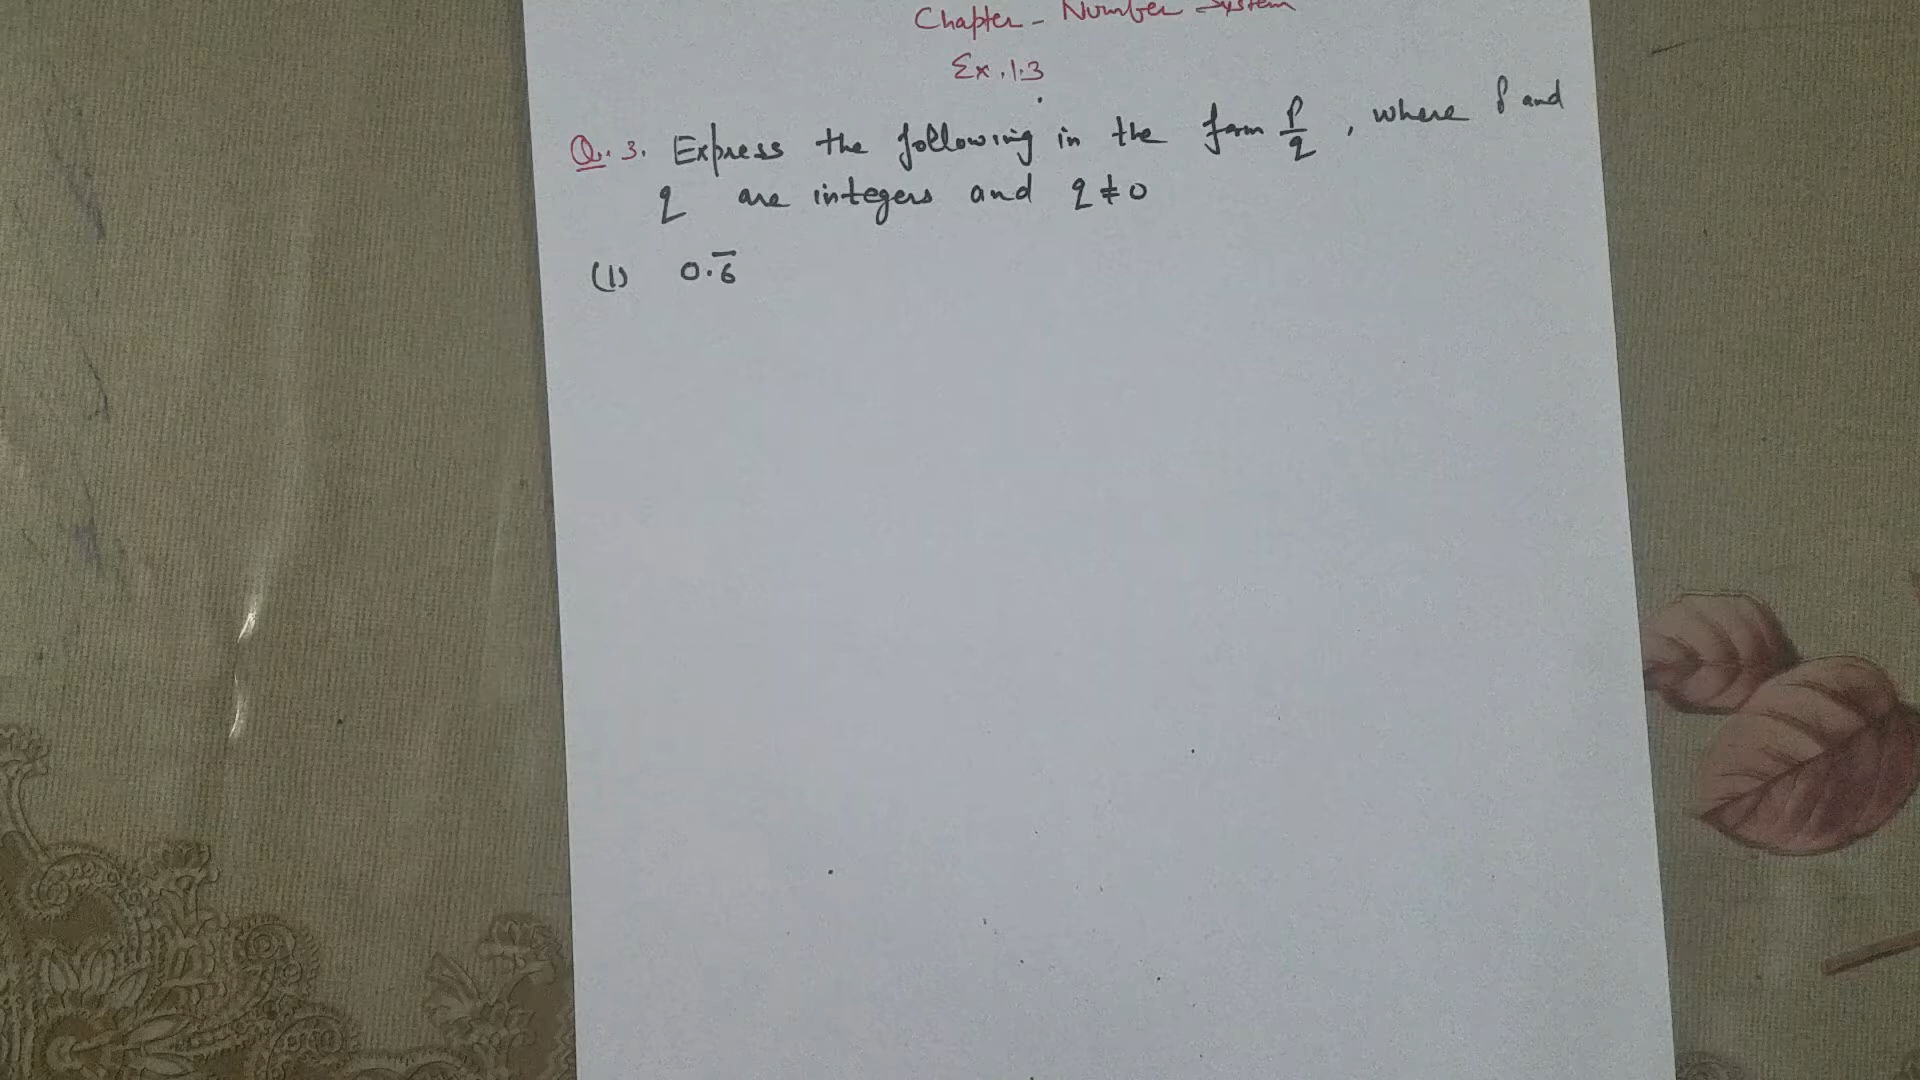 Chapter - Number System
Ex. 1.3
Q. 3. Express the following in the form p/q, where p and
q are integers and q ≠ 0
(1) 0.6̅